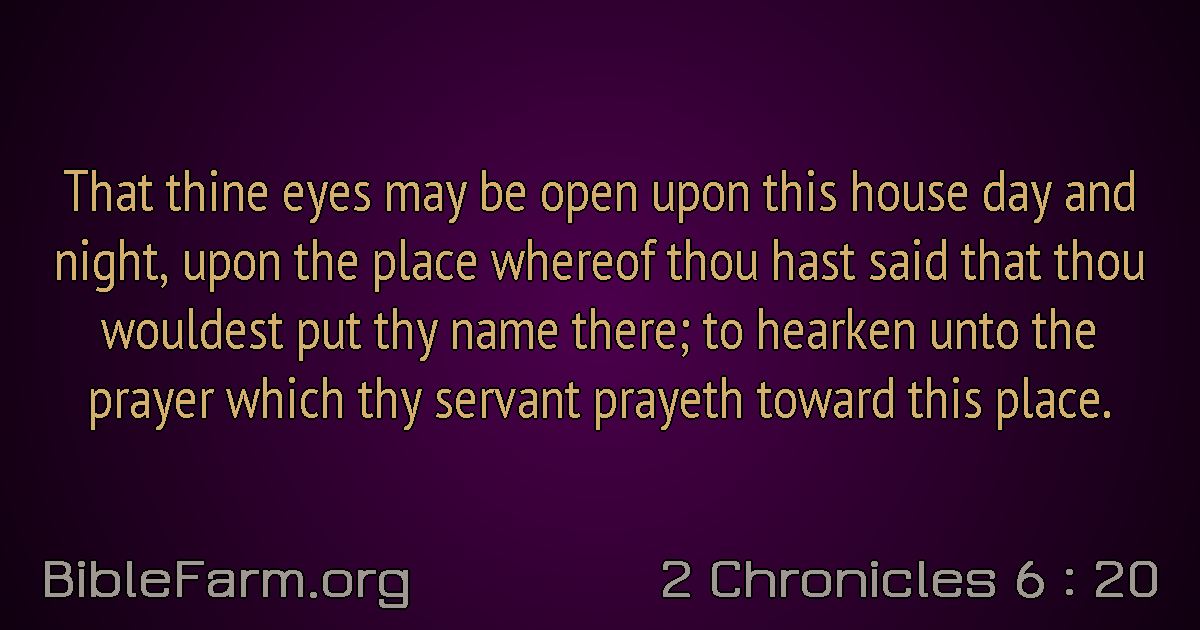 That thine eyes may be open upon this house day and
night, upon the place whereof thou hast said that thou
wouldest put thy name there; to hearken unto the
prayer which thy servant prayeth toward this place.
BibleFarm.org
2 Chronicles 6 : 20